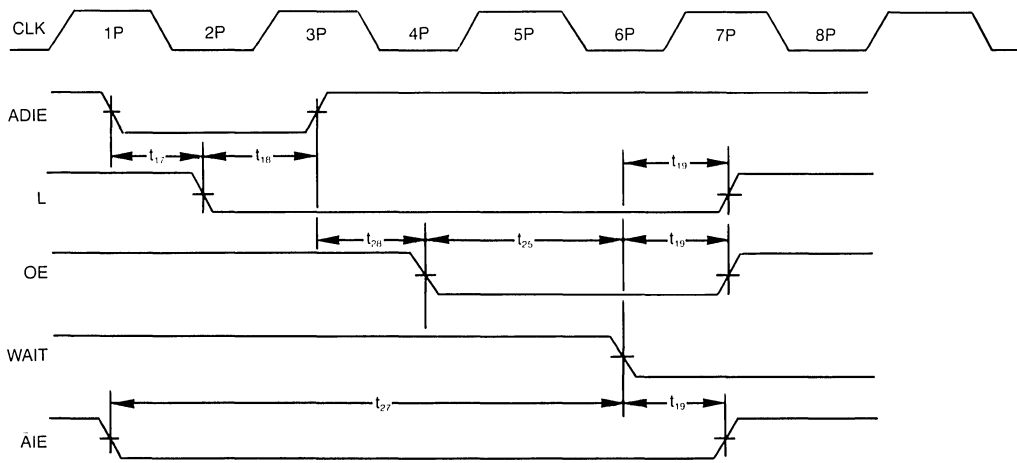 CLK 1P 2P 3P 4P 5P 6P 7P 8P
ADIE
t17 t18 t19
L
t28 t25 t19
OE
WAIT
t27 t19
ĀIE